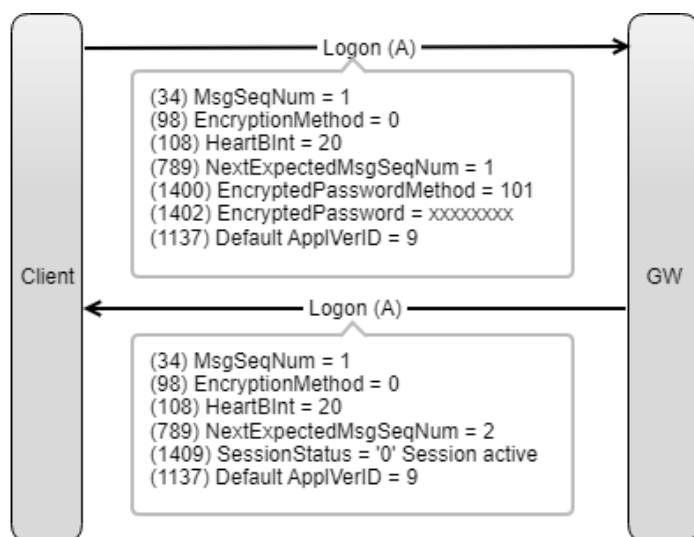 Logon (A)
(34) MsgSeqNum = 1
(98) EncryptionMethod = 0
(108) HeartBInt = 20
(789) NextExpectedMsgSeqNum = 1
(1400) EncryptedPasswordMethod = 101
(1402) EncryptedPassword = xxxxxxxx
(1137) Default ApplVerID = 9
Client
GW
Logon (A)
(34) MsgSeqNum = 1
(98) EncryptionMethod = 0
(108) HeartBInt = 20
(789) NextExpectedMsgSeqNum = 2
(1409) SessionStatus = '0' Session active
(1137) Default ApplVerID = 9